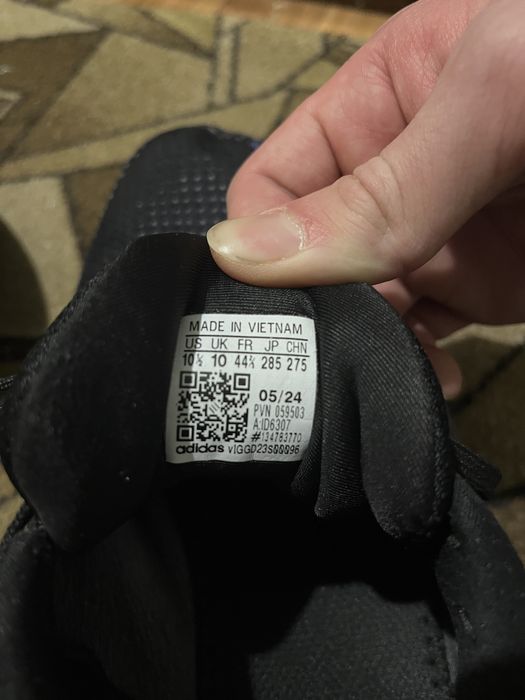 MADE IN VIETNAM
US UK FR JP CHN
10½ 10 44⅔ 285 275
05/24
PVN 059503
A:ID6307
#134783770
adidas vIGGD23S00096